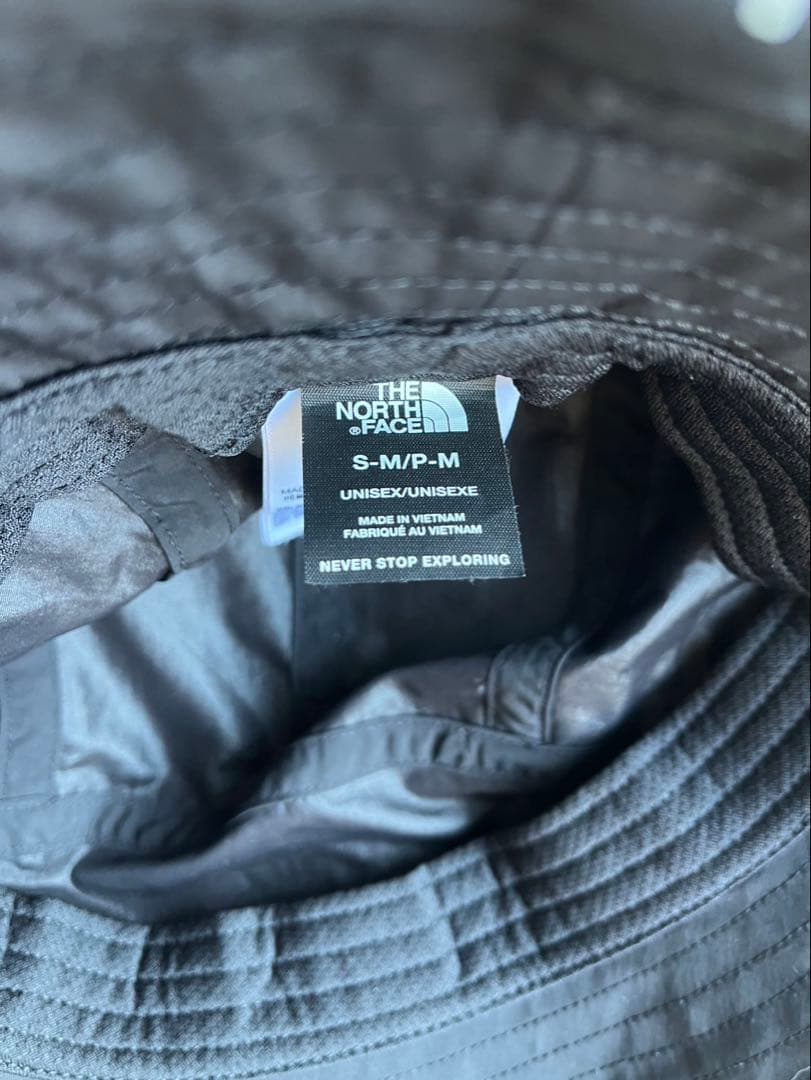 THE
NORTH
®FACE
S-M/P-M
UNISEX/UNISEXE
MADE IN VIETNAM
FABRIQUÉ AU VIETNAM
NEVER STOP EXPLORING